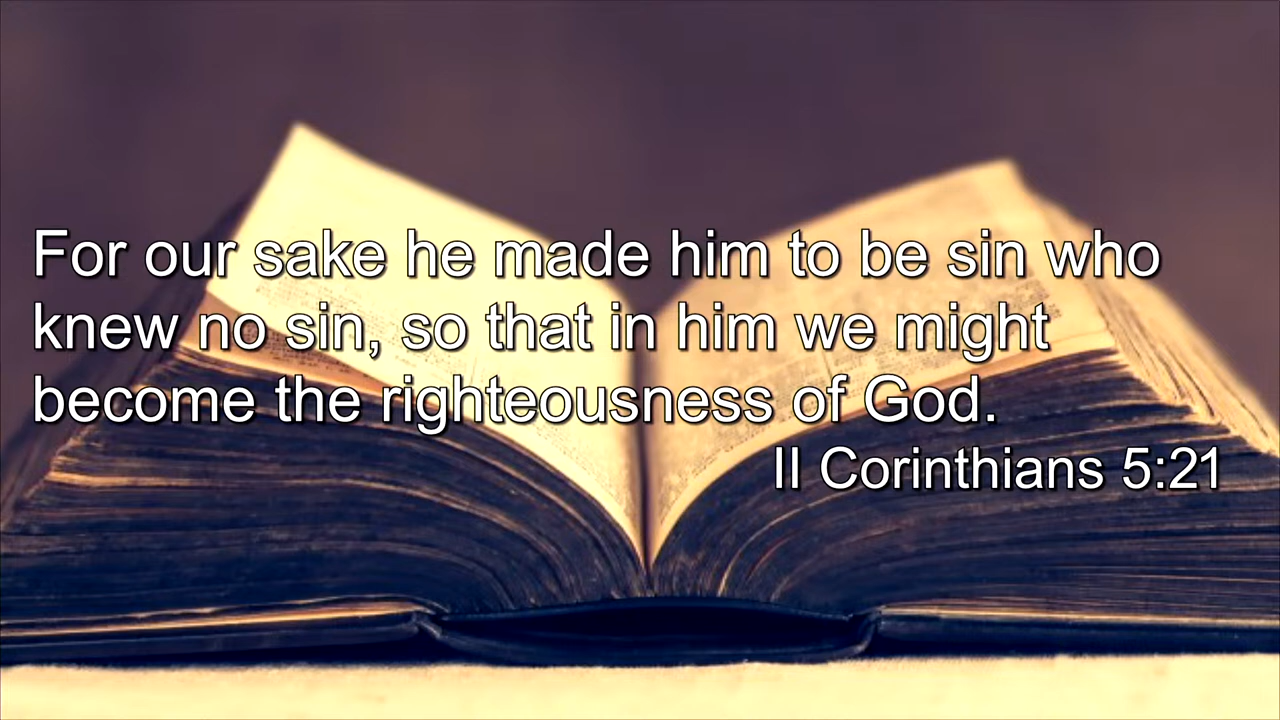 For our sake he made him to be sin who
knew no sin, so that in him we might
become the righteousness of God.
II Corinthians 5:21